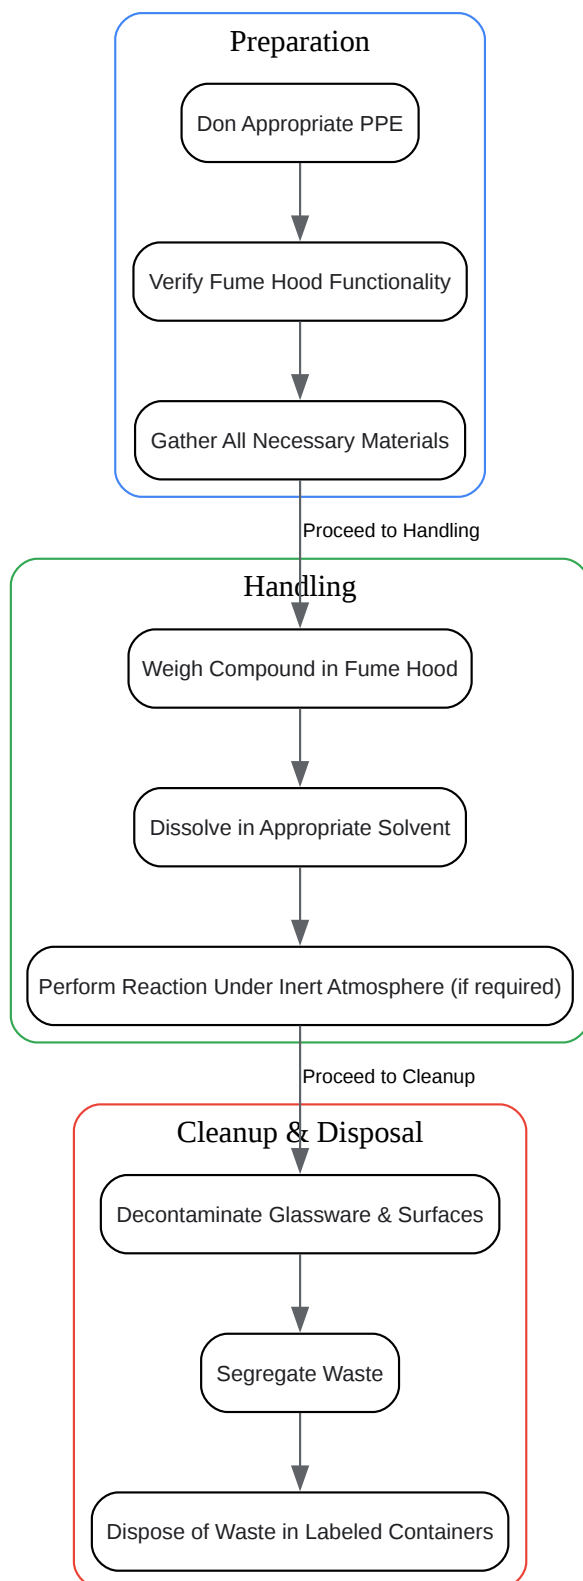 Preparation
Don Appropriate PPE
Verify Fume Hood Functionality
Gather All Necessary Materials
Proceed to Handling
Handling
Weigh Compound in Fume Hood
Dissolve in Appropriate Solvent
Perform Reaction Under Inert Atmosphere (if required)
Proceed to Cleanup
Cleanup & Disposal
Decontaminate Glassware & Surfaces
Segregate Waste
Dispose of Waste in Labeled Containers